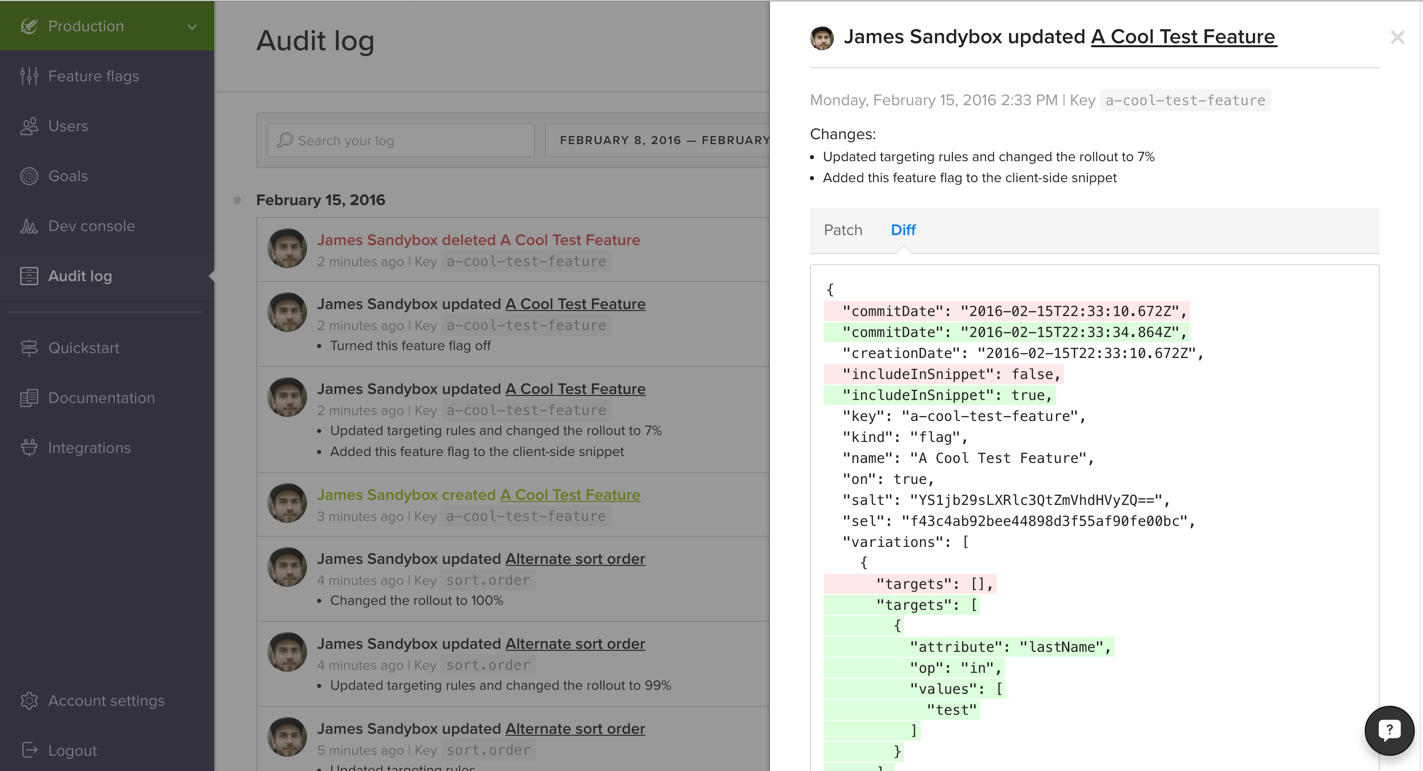 Production
Feature flags
Users
Goals
Dev console
Audit log
Quickstart
Documentation
Integrations
Account settings
Logout
Audit log
Search your log
FEBRUARY 8, 2016 — FEBRUARY
February 15, 2016
James Sandybox deleted A Cool Test Feature
2 minutes ago | Key a-cool-test-feature
James Sandybox updated A Cool Test Feature
2 minutes ago | Key a-cool-test-feature
• Turned this feature flag off
James Sandybox updated A Cool Test Feature
2 minutes ago | Key a-cool-test-feature
• Updated targeting rules and changed the rollout to 7%
• Added this feature flag to the client-side snippet
James Sandybox created A Cool Test Feature
3 minutes ago | Key a-cool-test-feature
James Sandybox updated Alternate sort order
4 minutes ago | Key sort.order
• Changed the rollout to 100%
James Sandybox updated Alternate sort order
4 minutes ago | Key sort.order
• Updated targeting rules and changed the rollout to 99%
James Sandybox updated Alternate sort order
5 minutes ago | Key sort.order
• Updated targeting rules
James Sandybox updated A Cool Test Feature
Monday, February 15, 2016 2:33 PM | Key a-cool-test-feature
Changes:
• Updated targeting rules and changed the rollout to 7%
• Added this feature flag to the client-side snippet
Patch Diff
{
"commitDate": "2016-02-15T22:33:10.672Z",
"commitDate": "2016-02-15T22:33:34.864Z",
"creationDate": "2016-02-15T22:33:10.672Z",
"includeInSnippet": false,
"includeInSnippet": true,
"key": "a-cool-test-feature",
"kind": "flag",
"name": "A Cool Test Feature",
"on": true,
"salt": "YS1jb29sLXRlc3QtZmVhdHVyZQ==",
"sel": "f43c4ab92bee44898d3f55af90fe00bc",
"variations": [
{
"targets": [],
"targets": [
{
"attribute": "lastName",
"op": "in",
"values": [
"test"
]
}
]
?